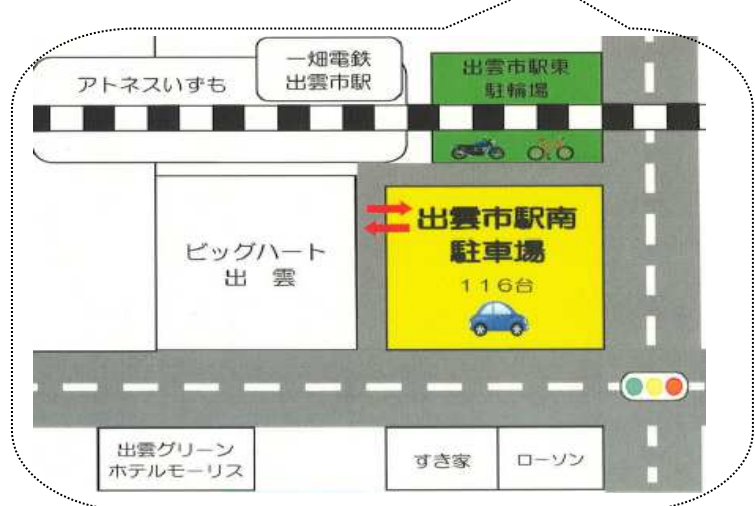 一畑電鉄
出雲市駅
アトネスいずも
出雲市駅東
駐輪場
出雲市駅南
駐車場
116台
ビッグハート
出 雲
出雲グリーン
ホテルモーリス
すき家
ローソン